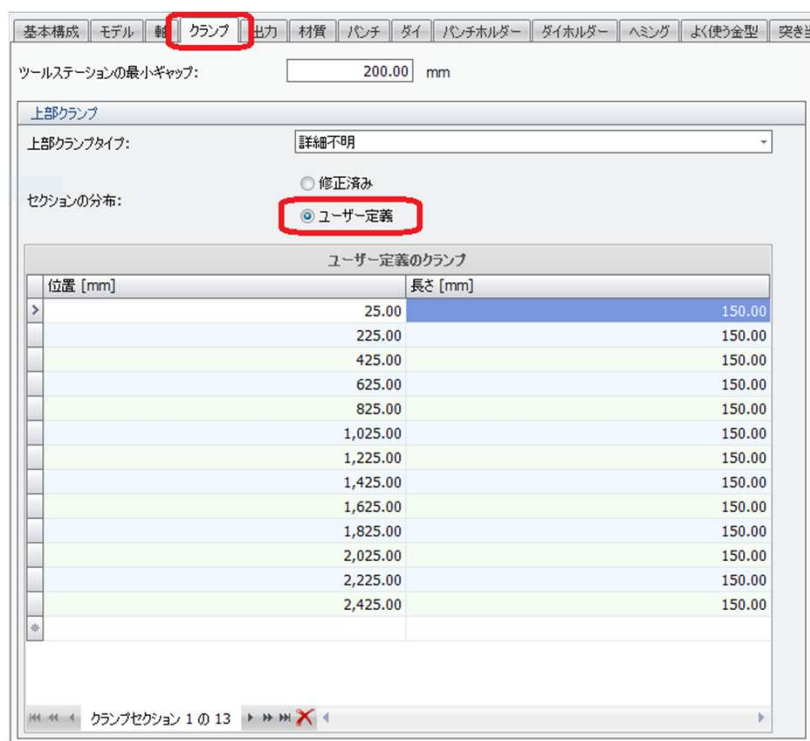 基本構成 モデル 軸 クランプ 出力 材質 パンチ ダイ パンチホルダー ダイホルダー ヘミング よく使う金型 突き
ツールステーションの最小ギャップ: 200.00 mm
上部クランプ
上部クランプタイプ: 詳細不明
修正済み
セクションの分布:
ユーザー定義
ユーザー定義のクランプ
位置 [mm] 長さ [mm]
25.00 150.00
225.00 150.00
425.00 150.00
625.00 150.00
825.00 150.00
1,025.00 150.00
1,225.00 150.00
1,425.00 150.00
1,625.00 150.00
1,825.00 150.00
2,025.00 150.00
2,225.00 150.00
2,425.00 150.00
クランプセクション 1 の 13